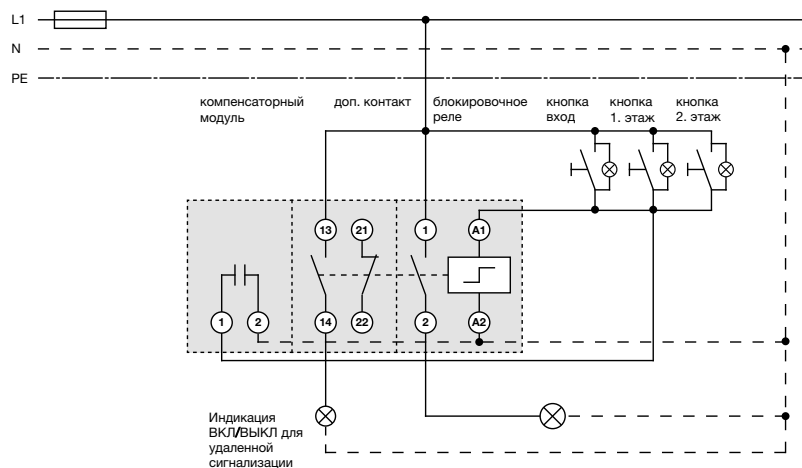 L1
N
PE
компенсаторный
модуль
доп. контакт
блокировочное
реле
кнопка
вход
кнопка
1. этаж
кнопка
2. этаж
13
21
1
A1
1
2
14
22
2
A2
Индикация
ВКЛ/ВЫКЛ для
удаленной
сигнализации